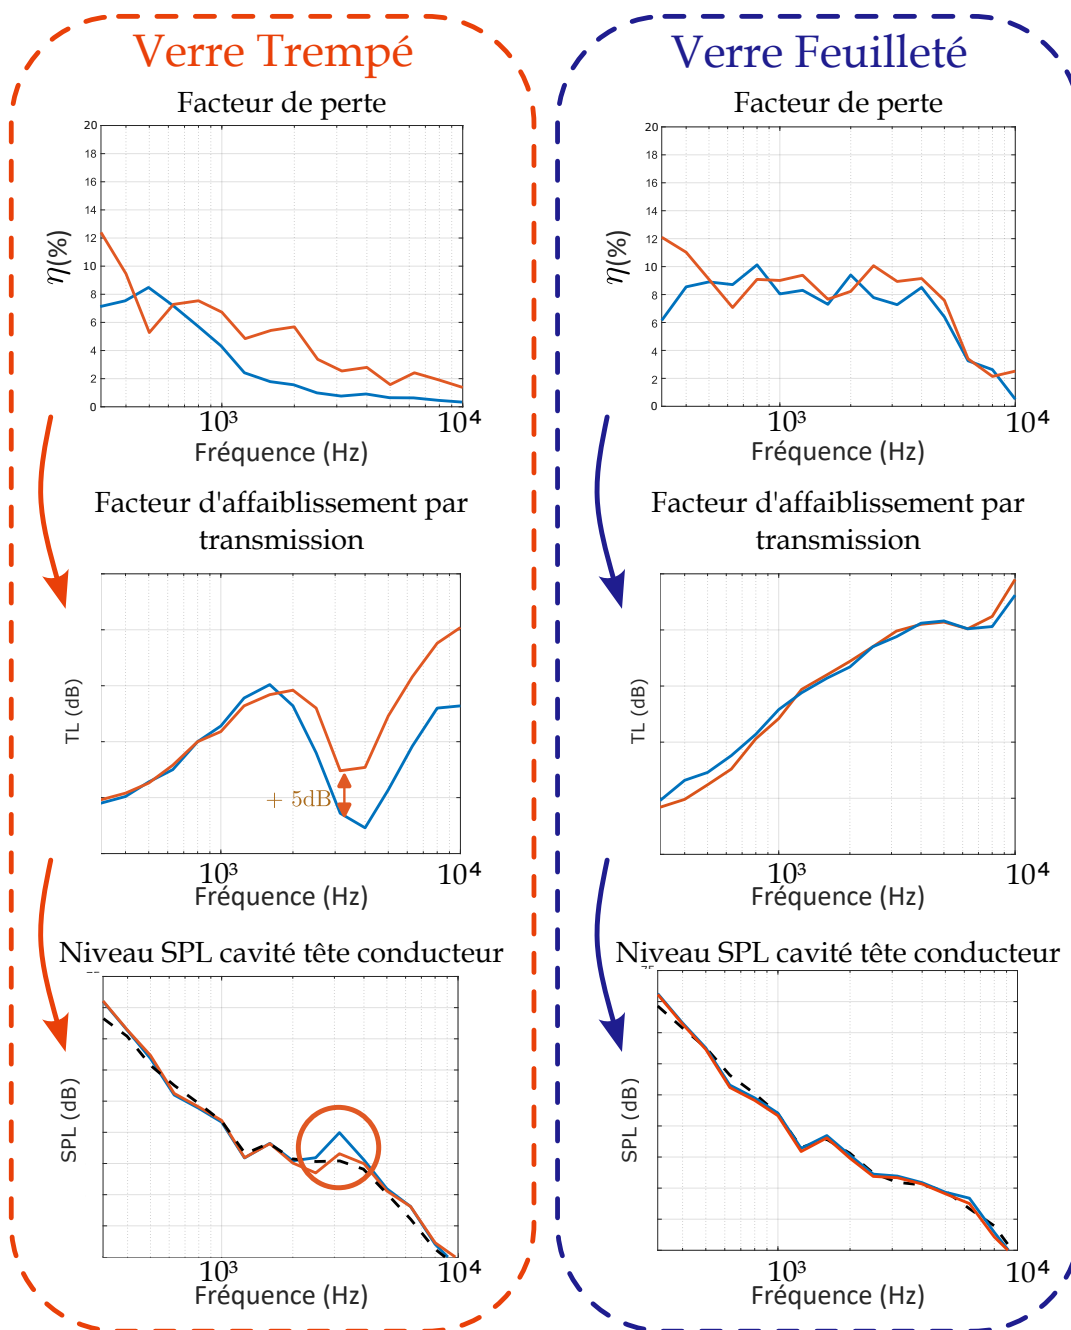 Verre Trempé
Facteur de perte
20
18
16
14
12
10
8
6
4
2
0
η(%)
10³
10⁴
Fréquence (Hz)
Facteur d'affaiblissement par
transmission
TL (dB)
+ 5dB
10³
10⁴
Fréquence (Hz)
Niveau SPL cavité tête conducteur
SPL (dB)
10³
10⁴
Fréquence (Hz)
Verre Feuilleté
Facteur de perte
20
18
16
14
12
10
8
6
4
2
0
η(%)
10³
10⁴
Fréquence (Hz)
Facteur d'affaiblissement par
transmission
TL (dB)
10³
10⁴
Fréquence (Hz)
Niveau SPL cavité tête conducteur
SPL (dB)
10³
10⁴
Fréquence (Hz)